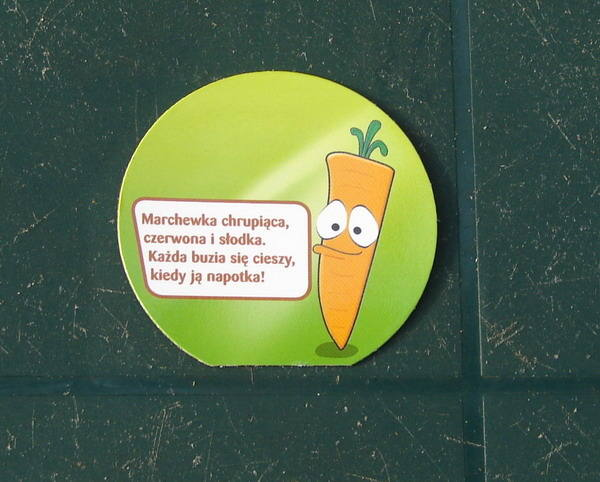 Marchewka chrupiąca,
czerwona i słodka.
Każda buzia się cieszy,
kiedy ją napotka!